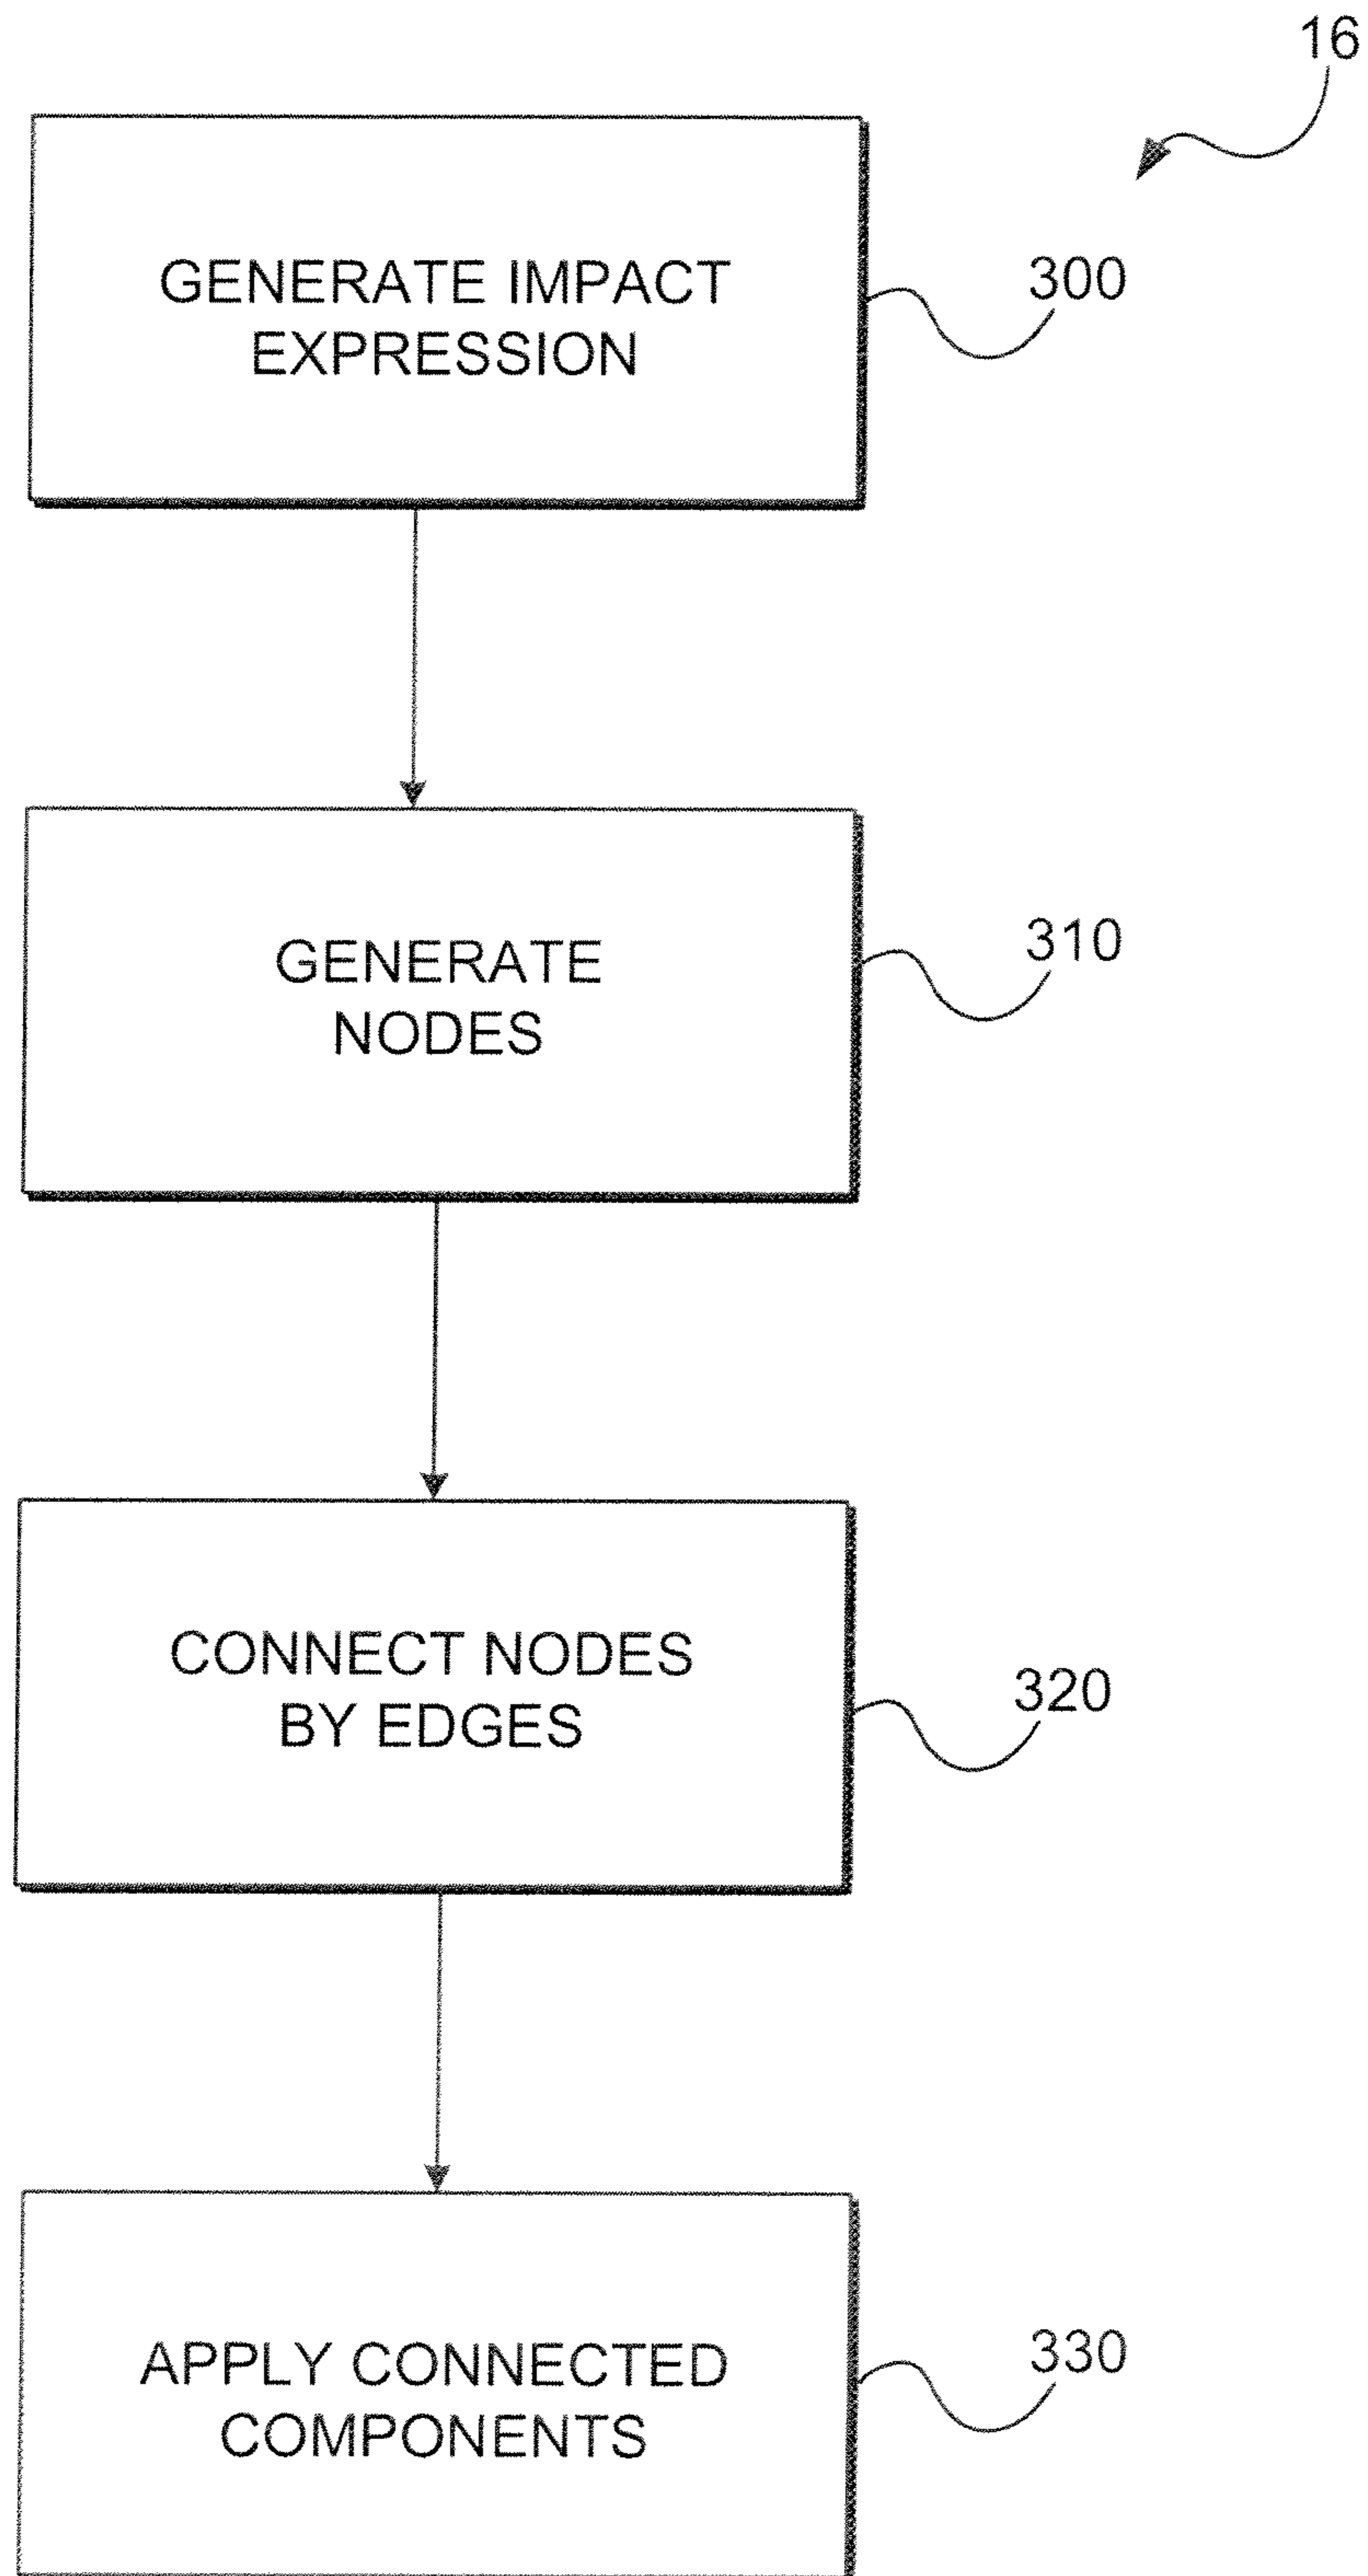 16
GENERATE IMPACT
EXPRESSION
300
GENERATE
NODES
310
CONNECT NODES
BY EDGES
320
APPLY CONNECTED
COMPONENTS
330